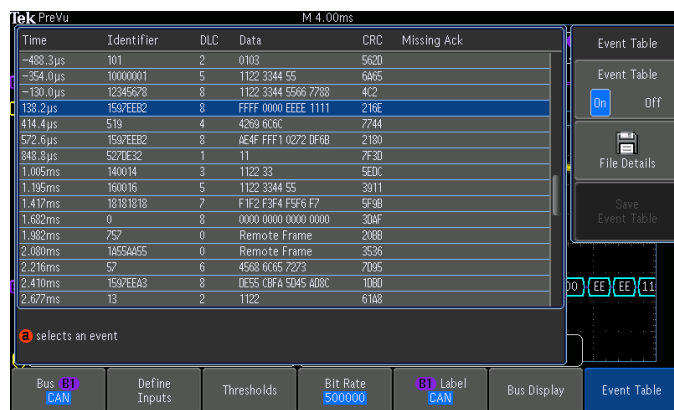 Tek PreVu M 4.00ms
Time Identifier DLC Data CRC Missing Ack
-488.3µs 101 2 0103 562D
-354.0µs 10000001 5 1122 3344 55 6A65
-130.0µs 12345678 8 1122 3344 5566 7788 4C2
138.2µs 1597EEB2 8 FFFF 0000 EEEE 1111 216E
414.4µs 519 4 4269 6C6C 7744
572.6µs 1597EEB2 8 AE4F FFF1 0272 DF6B 2180
848.8µs 527DE32 1 11 7F3D
1.005ms 140014 3 1122 33 5EDC
1.195ms 160016 5 1122 3344 55 3911
1.417ms 18181818 7 F1F2 F3F4 F5F6 F7 5F9B
1.682ms 0 8 0000 0000 0000 0000 3DAF
1.982ms 757 0 Remote Frame 20BB
2.080ms 1A55AA55 0 Remote Frame 3536
2.216ms 57 6 4568 6C65 7273 7D95
2.410ms 1597EEA3 8 DE55 CBFA 5D45 AD8C 1DBD
2.677ms 13 2 1122 61A8
a selects an event
Event Table
Event Table
On Off
File Details
Save
Event Table
00 EE EE 11
Bus B1
CAN
Define
Inputs
Thresholds
Bit Rate
500000
B1 Label
CAN
Bus Display
Event Table